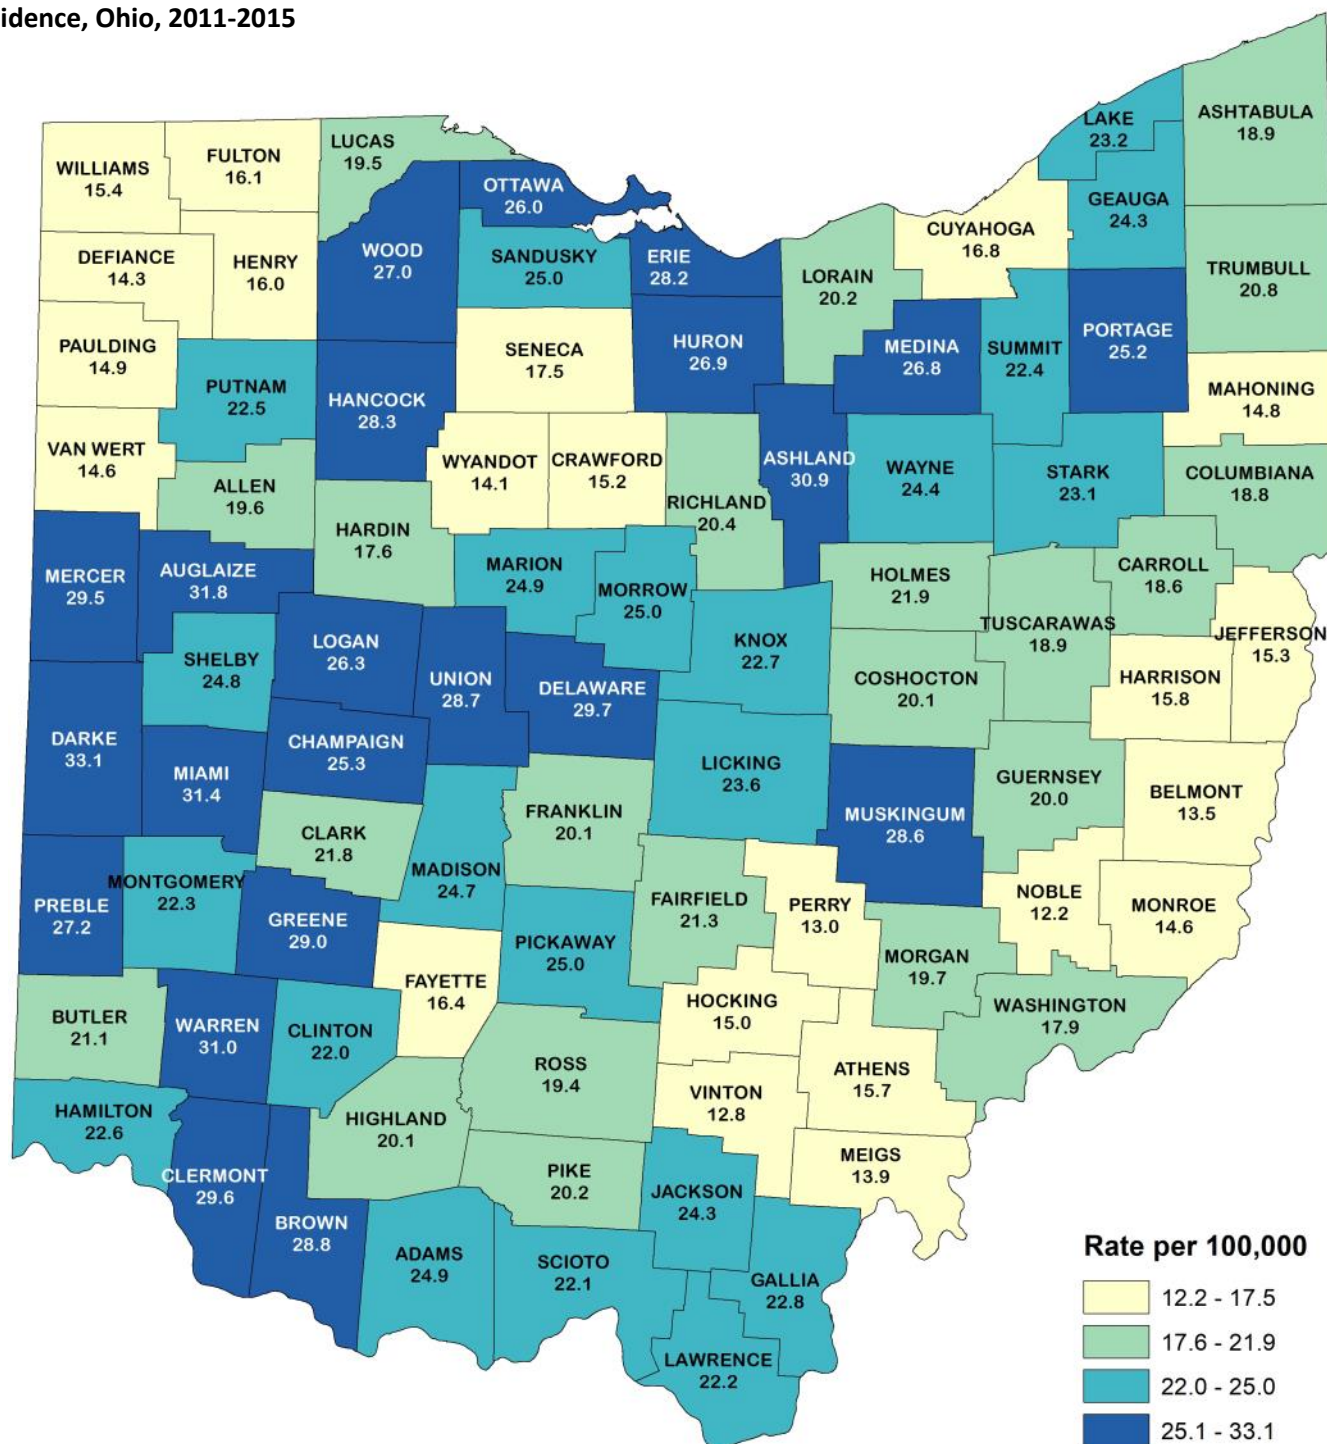 idence, Ohio, 2011-2015
LAKE
23.2
ASHTABULA
18.9
LUCAS
19.5
FULTON
16.1
WILLIAMS
15.4
OTTAWA
26.0
GEAUGA
24.3
CUYAHOGA
16.8
WOOD
27.0
SANDUSKY
25.0
ERIE
28.2
DEFIANCE
14.3
HENRY
16.0
LORAIN
20.2
TRUMBULL
20.8
PAULDING
14.9
SENECA
17.5
HURON
26.9
MEDINA
26.8
SUMMIT
22.4
PORTAGE
25.2
PUTNAM
22.5
HANCOCK
28.3
MAHONING
14.8
VAN WERT
14.6
WYANDOT
14.1
CRAWFORD
15.2
ASHLAND
30.9
WAYNE
24.4
STARK
23.1
COLUMBIANA
18.8
ALLEN
19.6
RICHLAND
20.4
HARDIN
17.6
MERCER
29.5
AUGLAIZE
31.8
MARION
24.9
MORROW
25.0
HOLMES
21.9
CARROLL
18.6
TUSCARAWAS
18.9
JEFFERSON
15.3
LOGAN
26.3
KNOX
22.7
SHELBY
24.8
UNION
28.7
DELAWARE
29.7
COSHOCTON
20.1
HARRISON
15.8
DARKE
33.1
CHAMPAIGN
25.3
MIAMI
31.4
LICKING
23.6
GUERNSEY
20.0
BELMONT
13.5
FRANKLIN
20.1
MUSKINGUM
28.6
CLARK
21.8
MADISON
24.7
MONTGOMERY
22.3
PREBLE
27.2
GREENE
29.0
FAIRFIELD
21.3
PERRY
13.0
NOBLE
12.2
MONROE
14.6
PICKAWAY
25.0
MORGAN
19.7
FAYETTE
16.4
HOCKING
15.0
WASHINGTON
17.9
BUTLER
21.1
WARREN
31.0
CLINTON
22.0
ROSS
19.4
ATHENS
15.7
VINTON
12.8
HAMILTON
22.6
HIGHLAND
20.1
MEIGS
13.9
CLERMONT
29.6
PIKE
20.2
JACKSON
24.3
BROWN
28.8
ADAMS
24.9
SCIOTO
22.1
GALLIA
22.8
LAWRENCE
22.2
Rate per 100,000
12.2 - 17.5
17.6 - 21.9
22.0 - 25.0
25.1 - 33.1